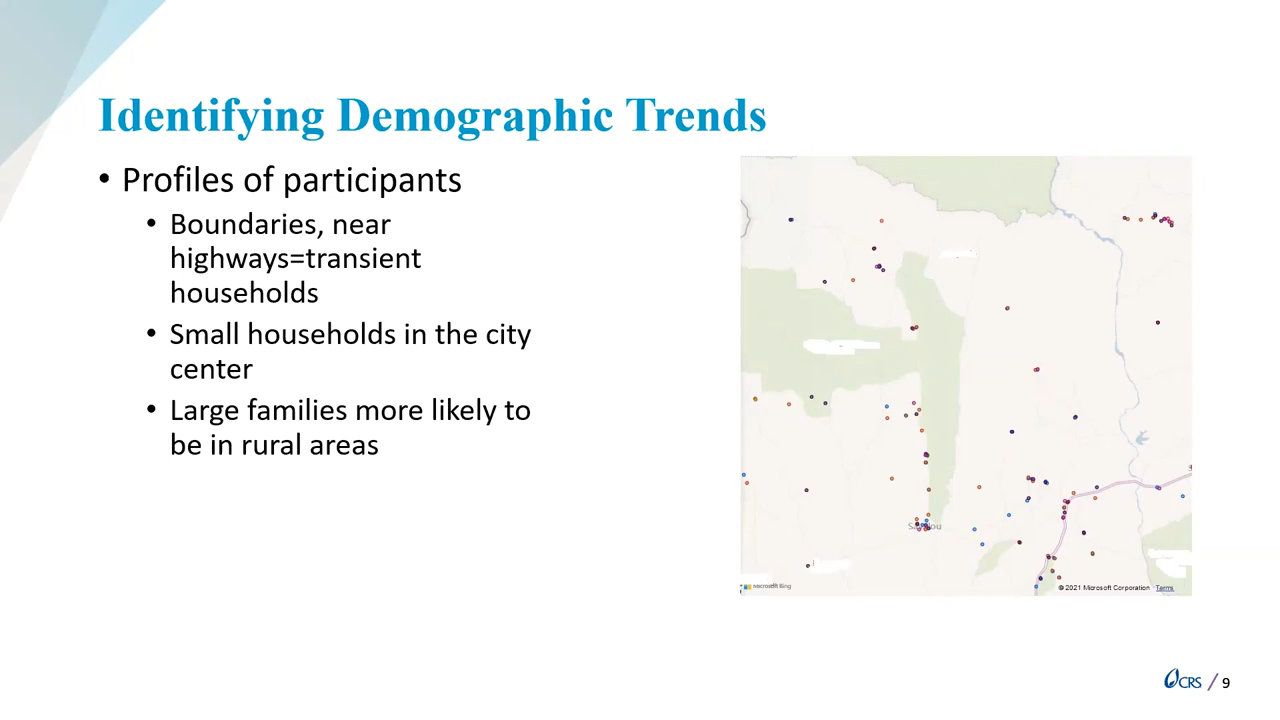 Identifying Demographic Trends
• Profiles of participants
• Boundaries, near
highways=transient
households
• Small households in the city
center
• Large families more likely to
be in rural areas
Microsoft Bing
© 2021 Microsoft Corporation Terms
CRS / 9